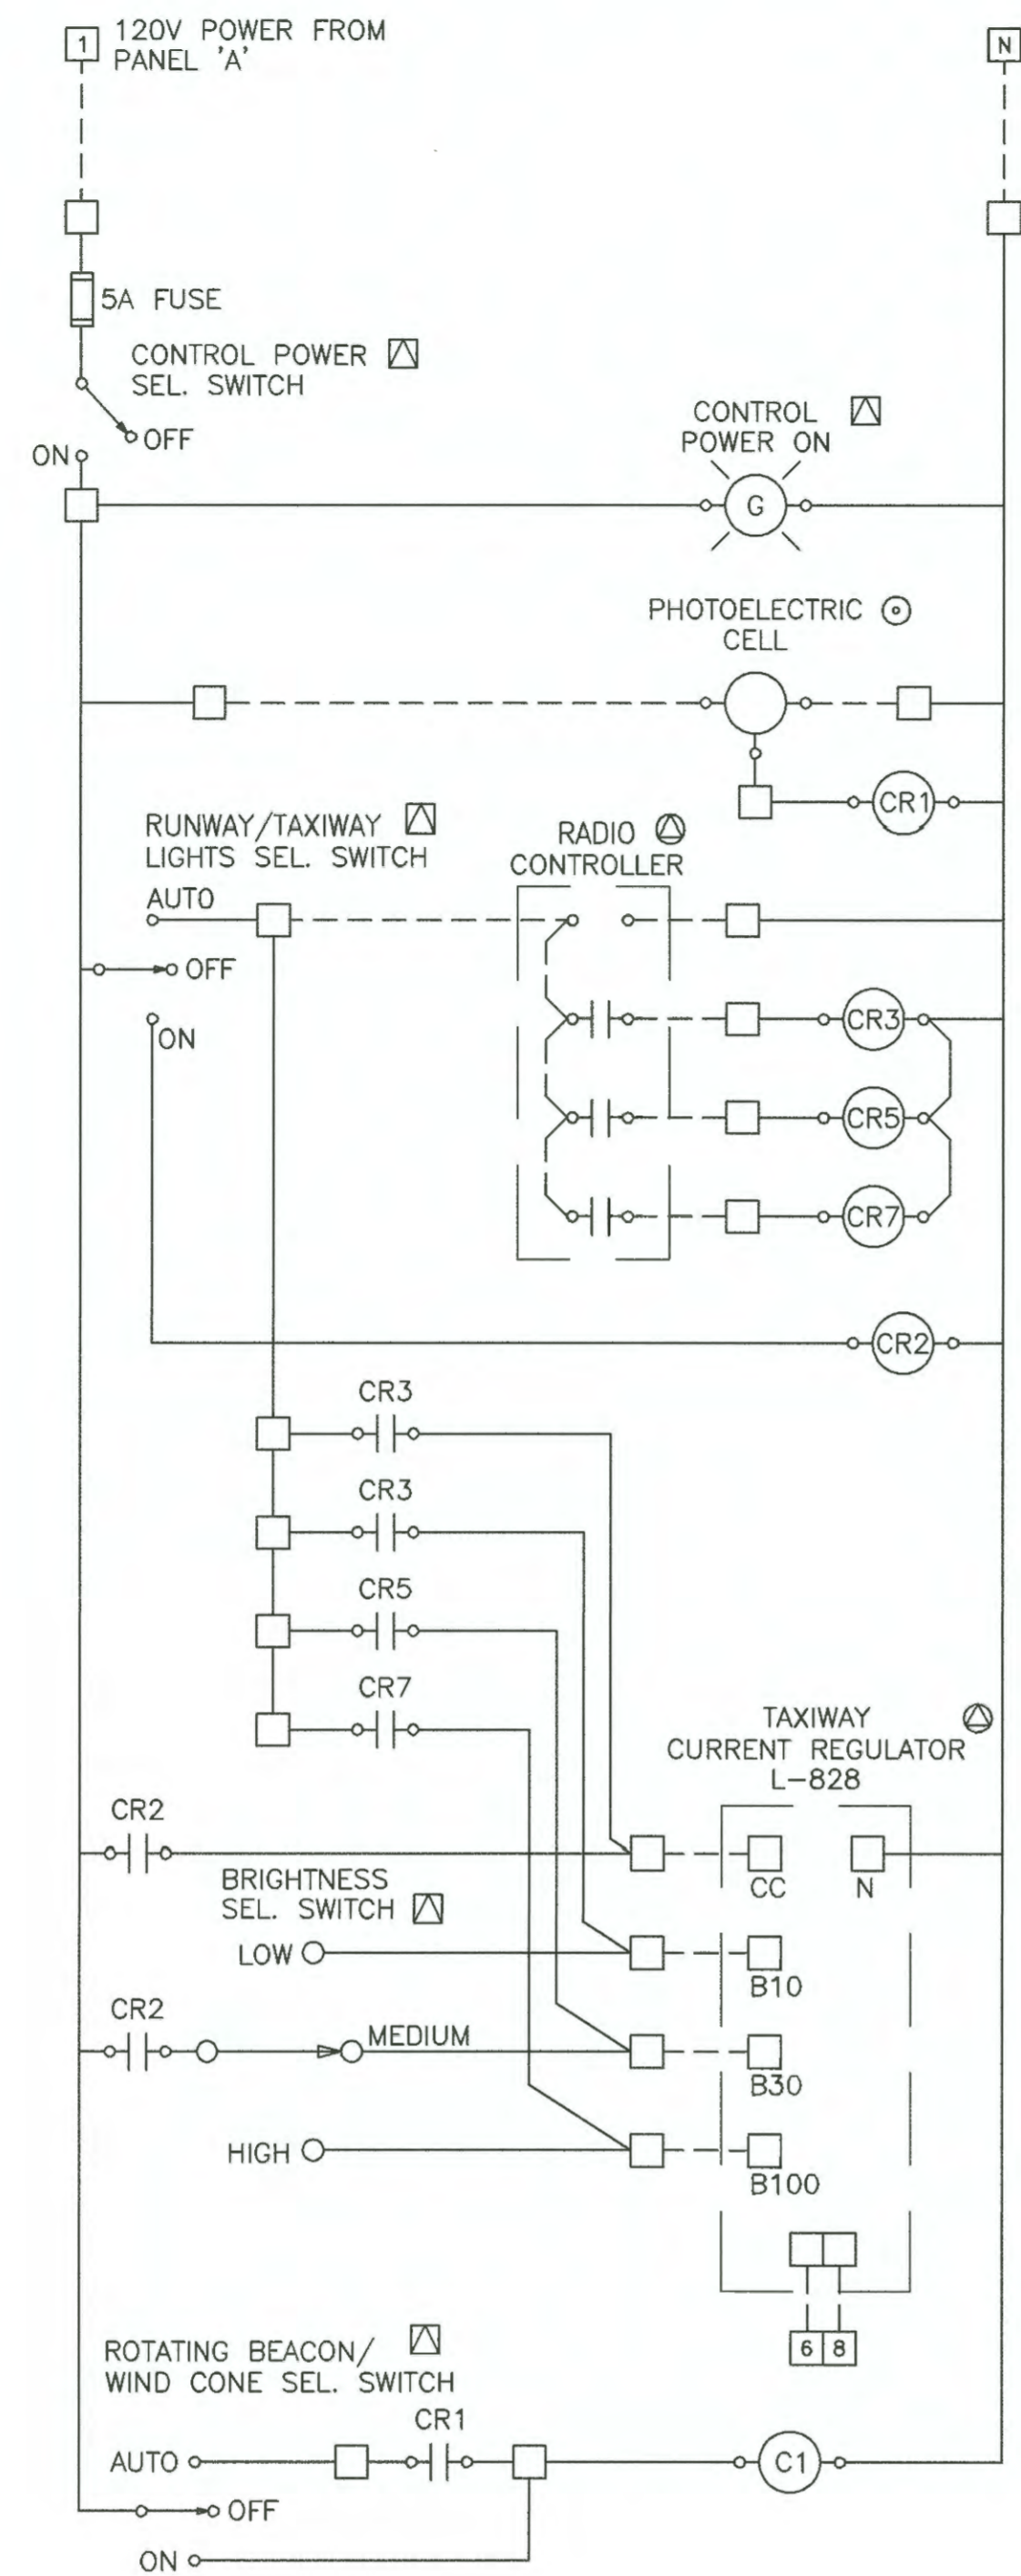 1
120V POWER FROM
PANEL 'A'
N
5A FUSE
CONTROL POWER
SEL. SWITCH
OFF
ON
CONTROL
POWER ON
G
PHOTOELECTRIC
CELL
CR1
RUNWAY/TAXIWAY
LIGHTS SEL. SWITCH
RADIO
CONTROLLER
AUTO
OFF
ON
CR3
CR5
CR7
CR2
CR3
CR3
CR5
CR7
TAXIWAY
CURRENT REGULATOR
L-828
CR2
CC
N
BRIGHTNESS
SEL. SWITCH
LOW
B10
CR2
MEDIUM
B30
HIGH
B100
6 8
ROTATING BEACON/
WIND CONE SEL. SWITCH
CR1
AUTO
C1
OFF
ON